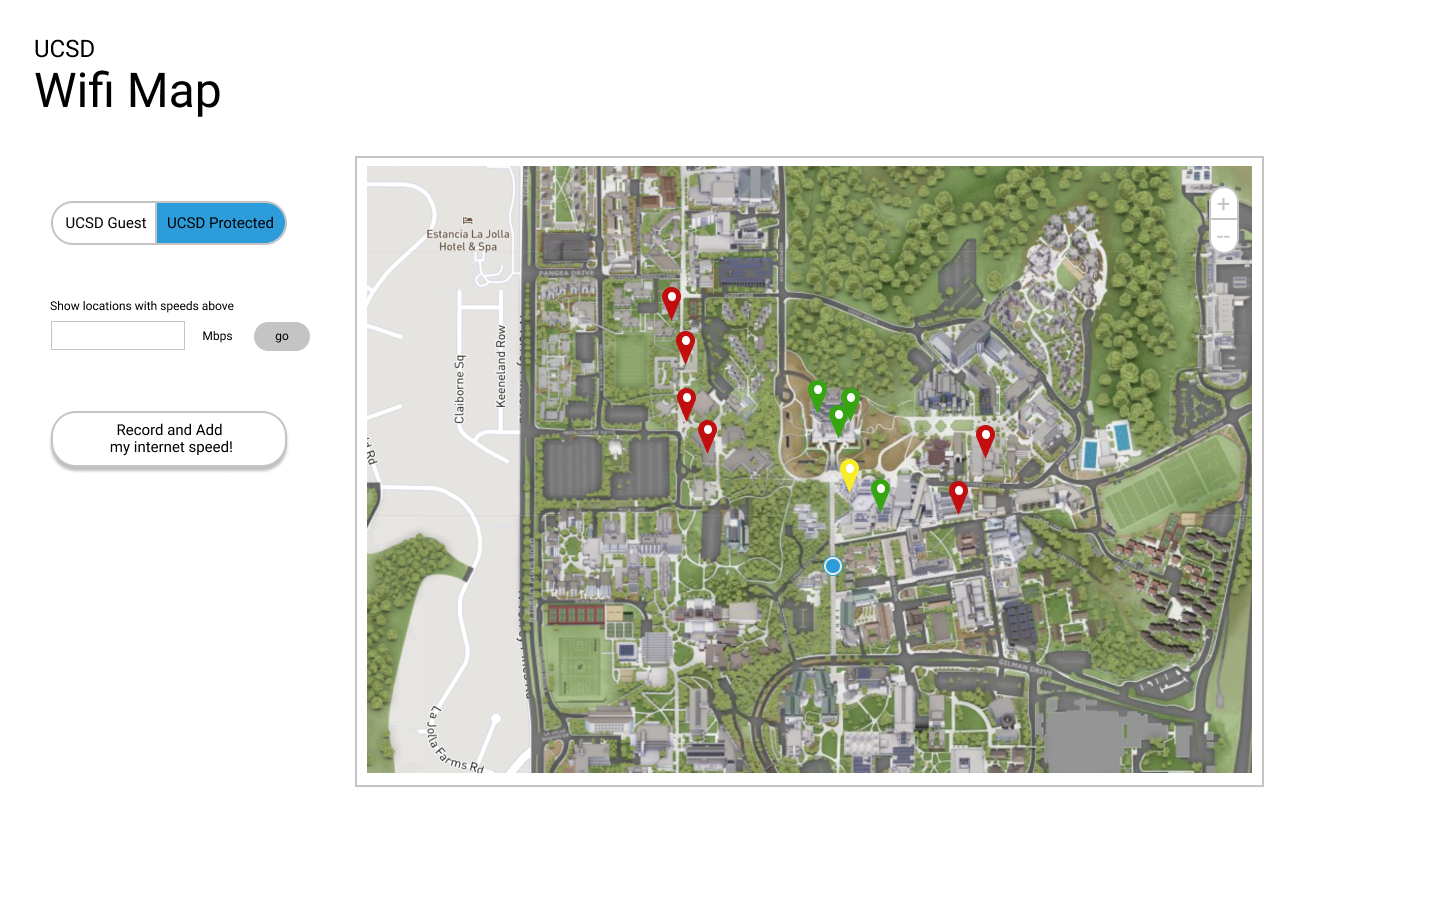 UCSD
Wifi Map
UCSD Guest
UCSD Protected
Show locations with speeds above
Mbps
go
Record and Add
my internet speed!
Estancia La Jolla
Hotel & Spa
PANGEA DRIVE
Claiborne Sq
Keeneland Row
Rd
GILMAN DRIVE
La Jolla Farms Rd
+
--